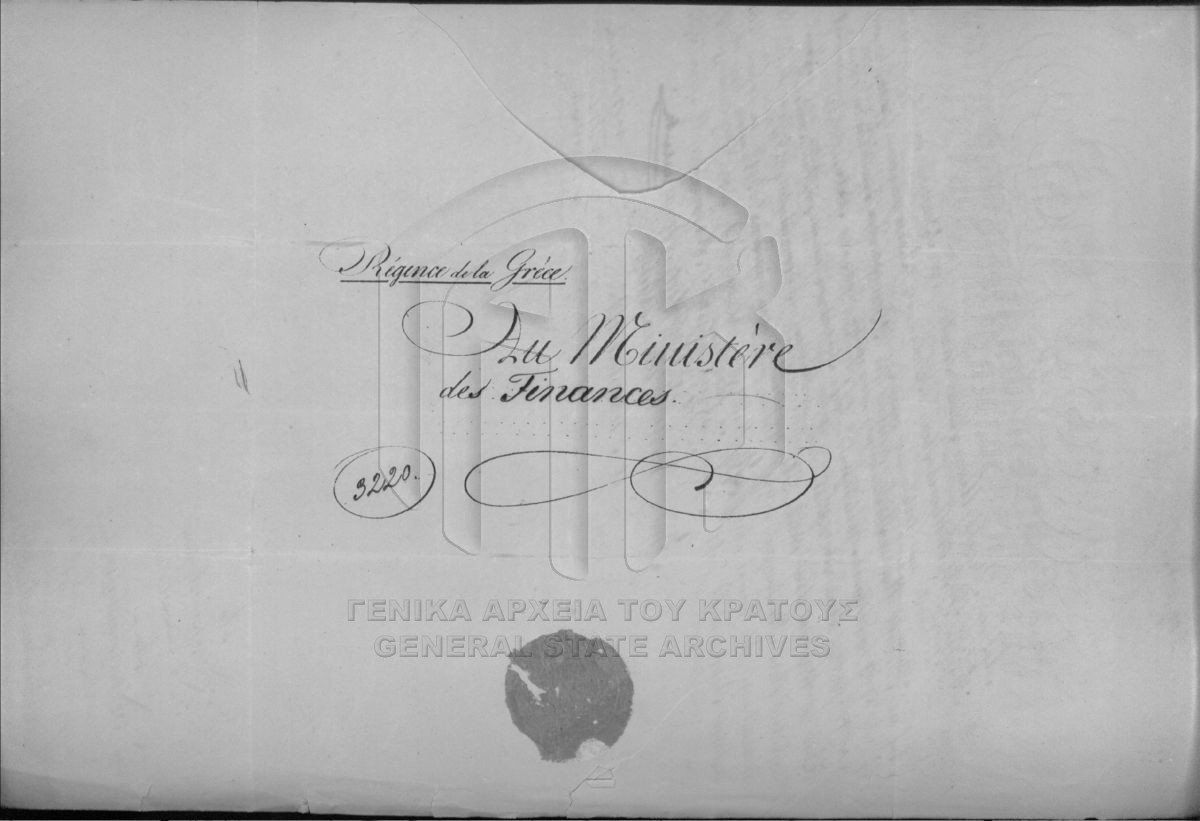 Régence de la Grèce.
Au Ministère
des Finances.
3220.
ΓΕΝΙΚΑ ΑΡΧΕΙΑ ΤΟΥ ΚΡΑΤΟΥΣ
GENERAL STATE ARCHIVES